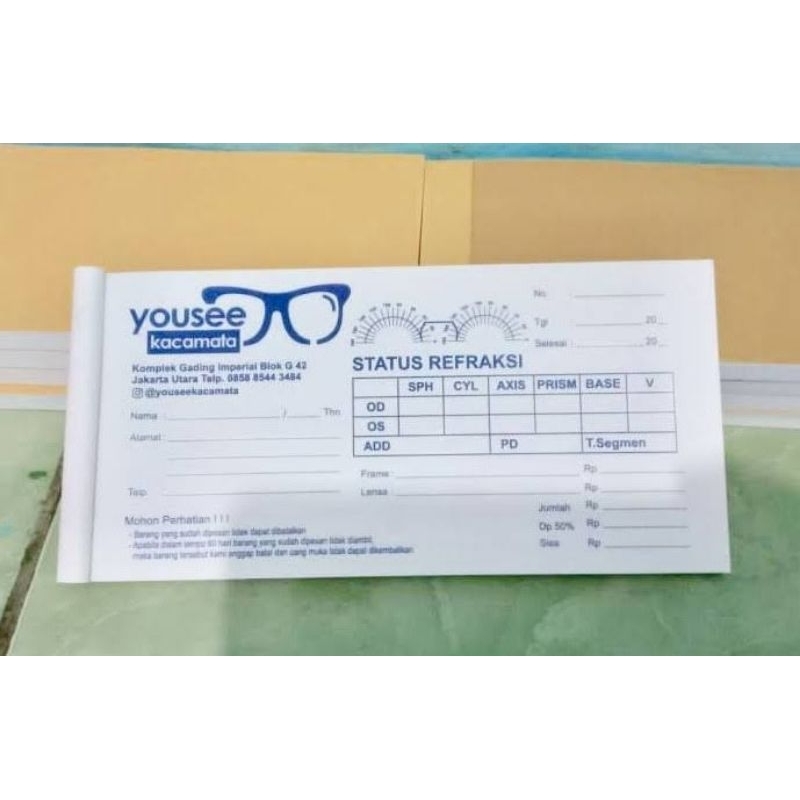 yousee
kacamata
Komplek Gading Imperial Blok G 42
Jakarta Utara Telp. 0858 8544 3484
@youseekacamata
Nama / Thn
Alamat
Telp.
No.
Tgl 20
Selesai 20
STATUS REFRAKSI
SPH CYL AXIS PRISM BASE V
OD
OS
ADD PD T.Segmen
Frame Rp
Lensa Rp
Jumlah Rp
Dp 50% Rp
Sisa Rp
Mohon Perhatian ! ! !
- Barang yang sudah dipesan tidak dapat dibatalkan
- Apabila dalam tempo 60 hari barang yang sudah dipesan tidak diambil,
maka barang tersebut kami anggap batal dan uang muka tidak dapat dikembalikan